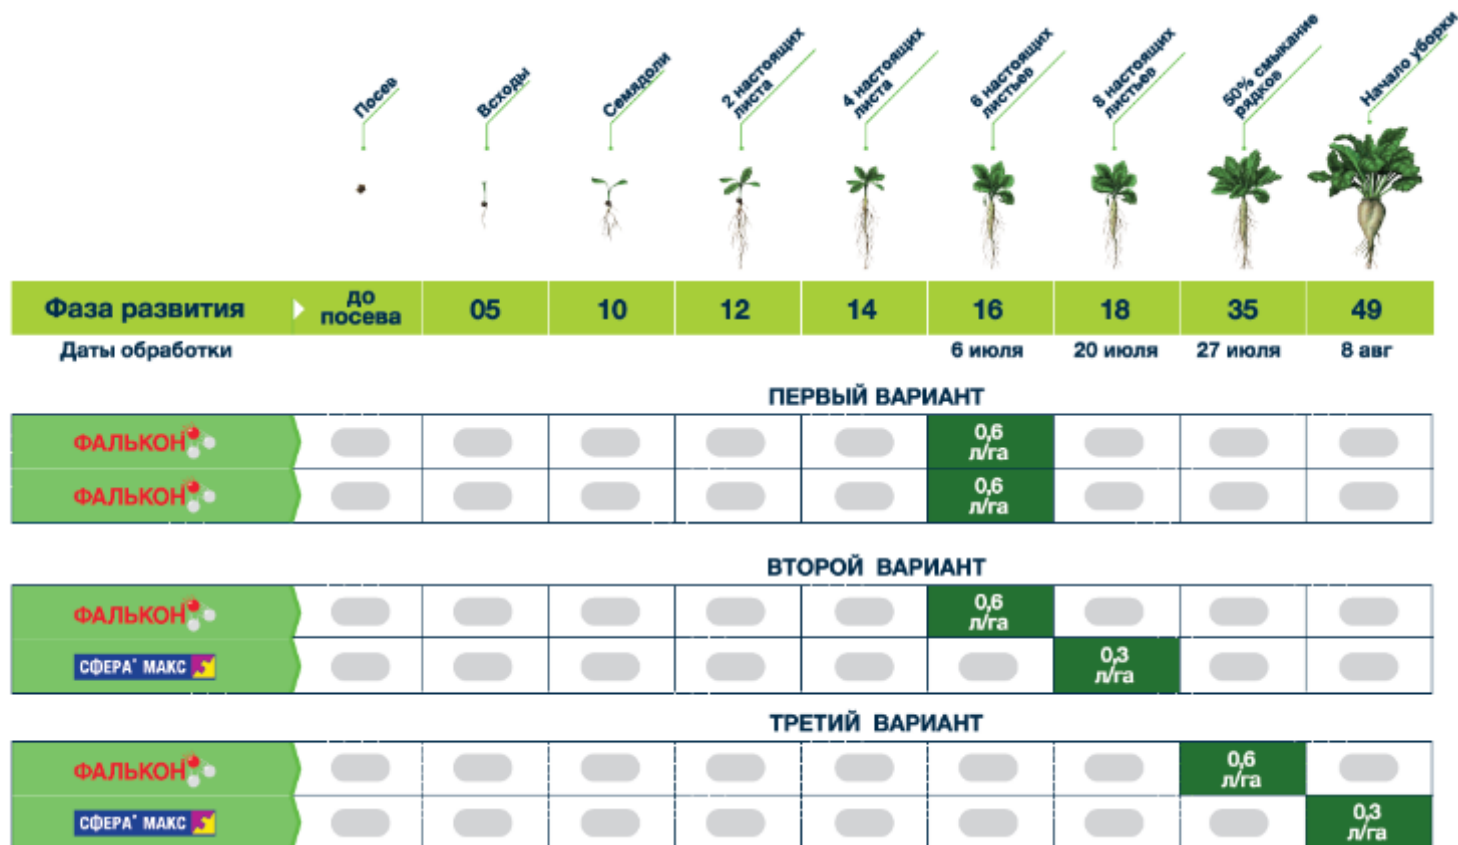 Посев
Всходы
Семядоли
2 настоящих
листа
4 настоящих
листа
6 настоящих
листьев
8 настоящих
листьев
50% смыкание
рядков
Начало уборки
Фаза развития
до
посева
05
10
12
14
16
18
35
49
Даты обработки
6 июля
20 июля
27 июля
8 авг
ПЕРВЫЙ ВАРИАНТ
ФАЛЬКОН
0,6
л/га
ФАЛЬКОН
0,6
л/га
ВТОРОЙ ВАРИАНТ
ФАЛЬКОН
0,6
л/га
СФЕРА® МАКС
0,3
л/га
ТРЕТИЙ ВАРИАНТ
ФАЛЬКОН
0,6
л/га
СФЕРА® МАКС
0,3
л/га